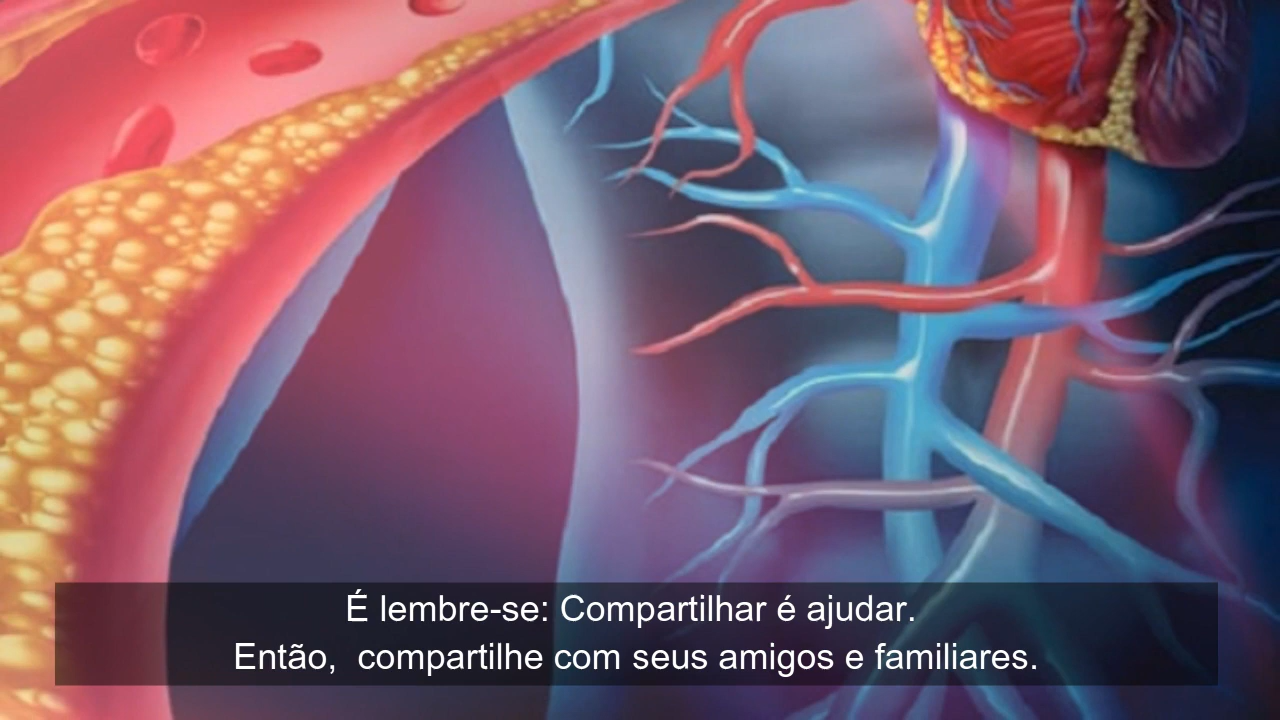 É lembre-se: Compartilhar é ajudar.
Então,  compartilhe com seus amigos e familiares.